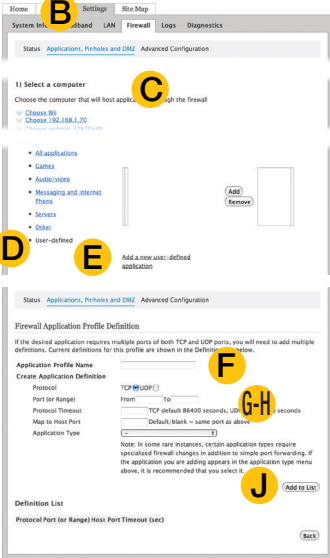 Home Settings Site Map
B
System Info Broadband LAN Firewall Logs Diagnostics
Status Applications, Pinholes and DMZ Advanced Configuration
1) Select a computer
C
Choose the computer that will host applications through the firewall
Choose Wii
Choose 192.168.1.70
• All applications
• Games
• Audio/video
• Messaging and Internet
Phone
• Servers
• Other
• User-defined
Add
Remove
D
E
Add a new user-defined
application
Status Applications, Pinholes and DMZ Advanced Configuration
Firewall Application Profile Definition
If the desired application requires multiple ports of both TCP and UDP ports, you will need to add multiple
definitions. Current definitions for this profile are shown in the Definition below.
Application Profile Name
F
Create Application Definition
Protocol TCP UDP
Port (or Range) From To
G-H
Protocol Timeout TCP default 86400 seconds, UDP seconds
Map to Host Port Default/blank = same port as above
Application Type -
Note: In some rare instances, certain application types require
specialized firewall changes in addition to simple port forwarding. If
the application you are adding appears in the application type menu
above, it is recommended that you select it.
J
Add to List
Definition List
Protocol Port (or Range) Host Port Timeout (sec)
Back